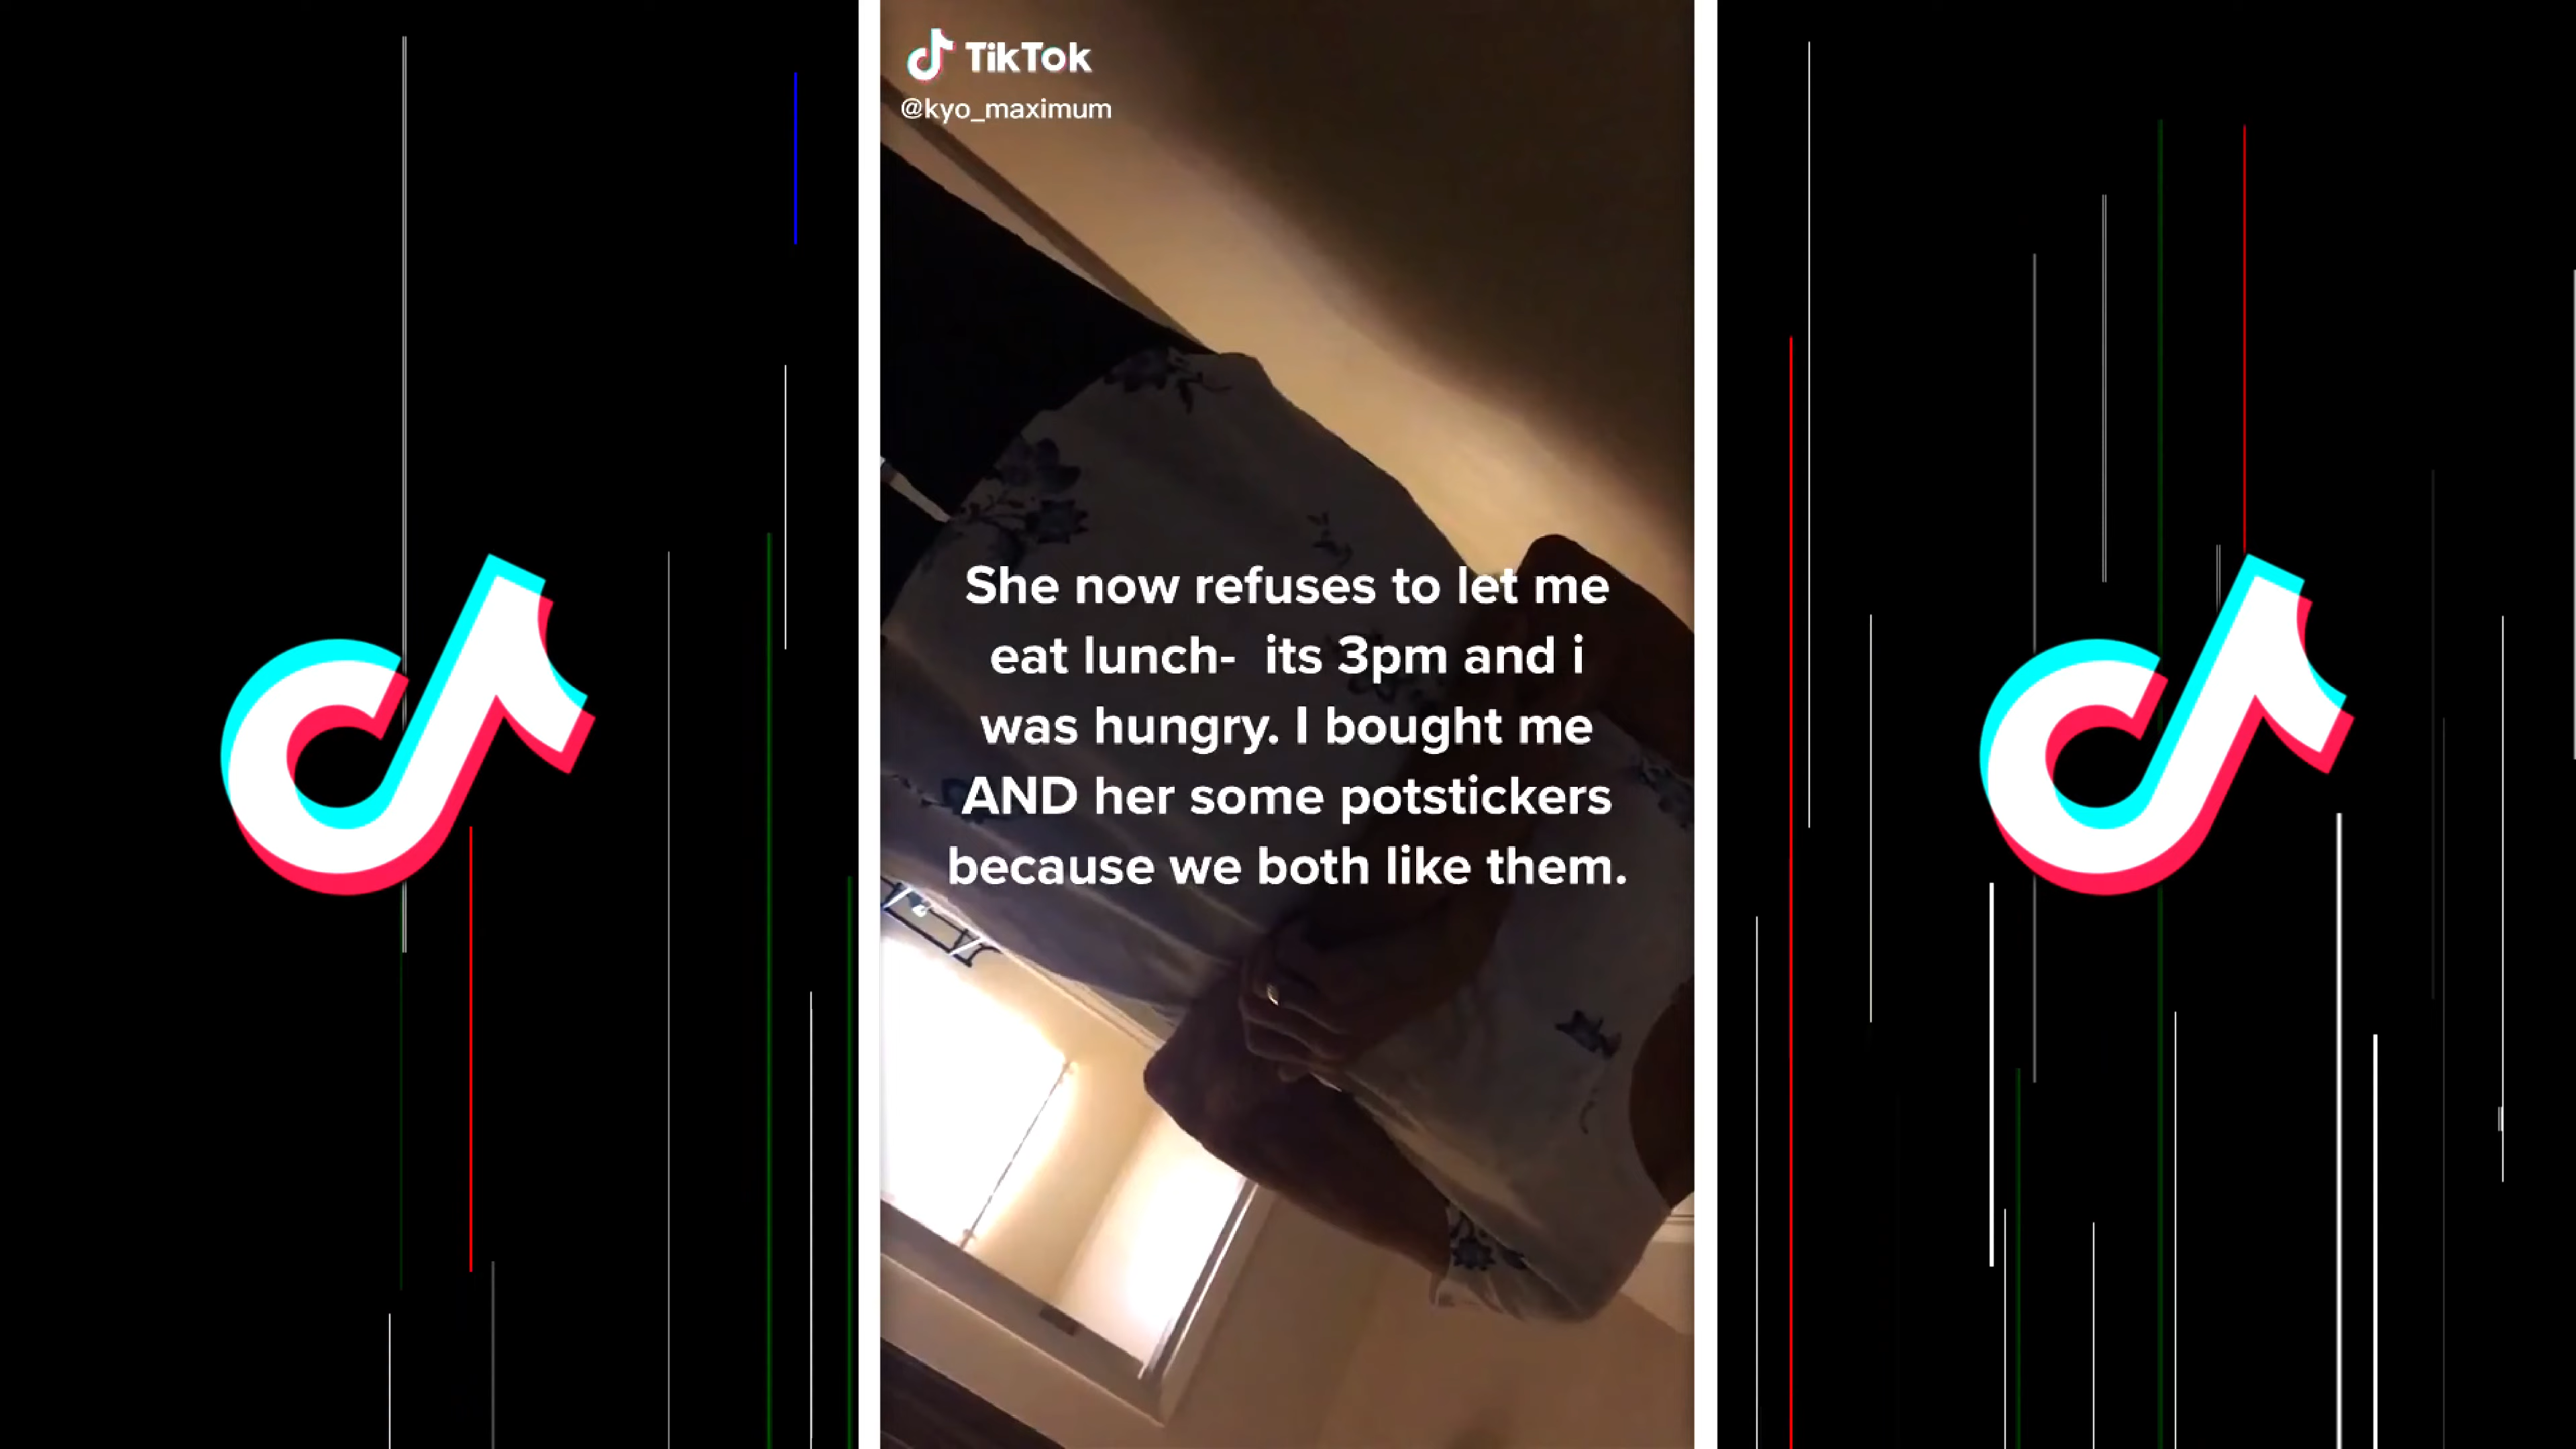 TikTok
@kyo_maximum
She now refuses to let me
eat lunch-  its 3pm and i
was hungry. I bought me
AND her some potstickers
because we both like them.